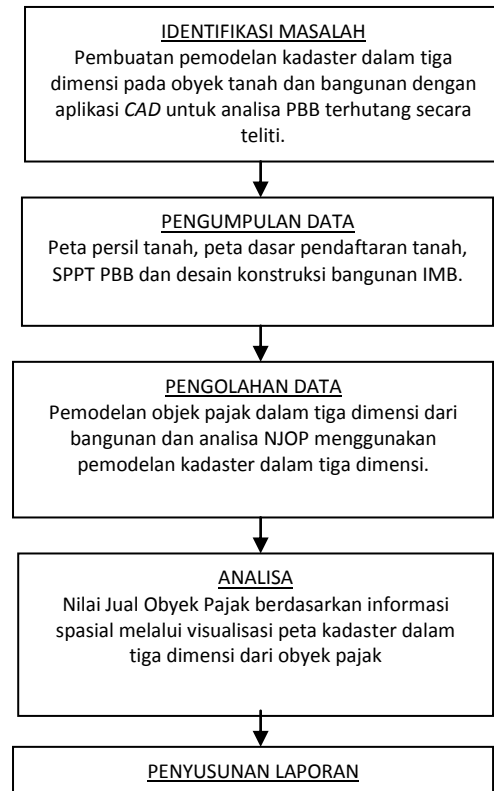 IDENTIFIKASI MASALAH
Pembuatan pemodelan kadaster dalam tiga
dimensi pada obyek tanah dan bangunan dengan
aplikasi CAD untuk analisa PBB terhutang secara
teliti.
PENGUMPULAN DATA
Peta persil tanah, peta dasar pendaftaran tanah,
SPPT PBB dan desain konstruksi bangunan IMB.
PENGOLAHAN DATA
Pemodelan objek pajak dalam tiga dimensi dari
bangunan dan analisa NJOP menggunakan
pemodelan kadaster dalam tiga dimensi.
ANALISA
Nilai Jual Obyek Pajak berdasarkan informasi
spasial melalui visualisasi peta kadaster dalam
tiga dimensi dari obyek pajak
PENYUSUNAN LAPORAN